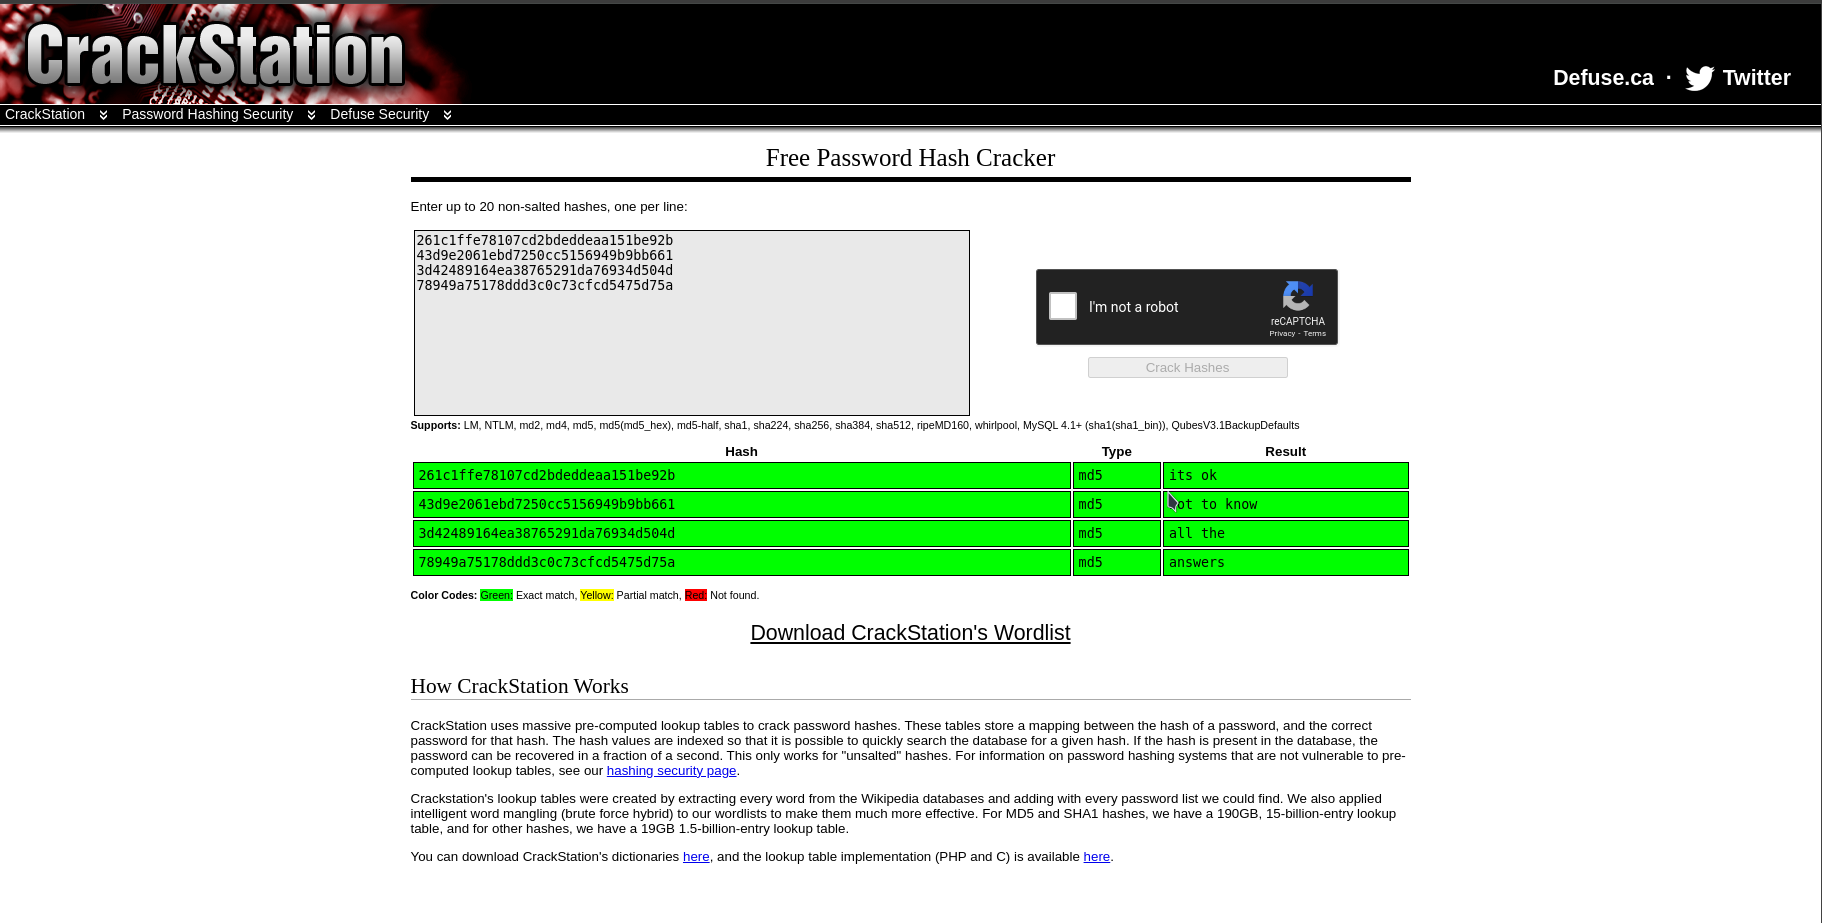 CrackStation
Defuse.ca · Twitter
CrackStation Password Hashing Security Defuse Security
Free Password Hash Cracker
Enter up to 20 non-salted hashes, one per line:
261c1ffe78107cd2bdeddeaa151be92b
43d9e2061ebd7250cc5156949b9bb661
3d42489164ea38765291da76934d504d
78949a75178ddd3c0c73cfcd5475d75a
I'm not a robot
reCAPTCHA
Privacy - Terms
Crack Hashes
Supports: LM, NTLM, md2, md4, md5, md5(md5_hex), md5-half, sha1, sha224, sha256, sha384, sha512, ripeMD160, whirlpool, MySQL 4.1+ (sha1(sha1_bin)), QubesV3.1BackupDefaults
Hash Type Result
261c1ffe78107cd2bdeddeaa151be92b md5 its ok
43d9e2061ebd7250cc5156949b9bb661 md5 not to know
3d42489164ea38765291da76934d504d md5 all the
78949a75178ddd3c0c73cfcd5475d75a md5 answers
Color Codes: Green: Exact match, Yellow: Partial match, Red: Not found.
Download CrackStation's Wordlist
How CrackStation Works
CrackStation uses massive pre-computed lookup tables to crack password hashes. These tables store a mapping between the hash of a password, and the correct
password for that hash. The hash values are indexed so that it is possible to quickly search the database for a given hash. If the hash is present in the database, the
password can be recovered in a fraction of a second. This only works for "unsalted" hashes. For information on password hashing systems that are not vulnerable to pre-
computed lookup tables, see our hashing security page.
Crackstation's lookup tables were created by extracting every word from the Wikipedia databases and adding with every password list we could find. We also applied
intelligent word mangling (brute force hybrid) to our wordlists to make them much more effective. For MD5 and SHA1 hashes, we have a 190GB, 15-billion-entry lookup
table, and for other hashes, we have a 19GB 1.5-billion-entry lookup table.
You can download CrackStation's dictionaries here, and the lookup table implementation (PHP and C) is available here.